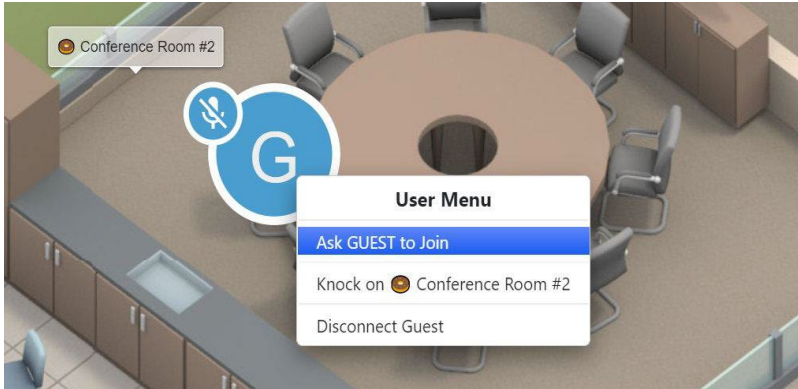 🍩 Conference Room #2
G
User Menu
Ask GUEST to Join
Knock on 🍩 Conference Room #2
Disconnect Guest